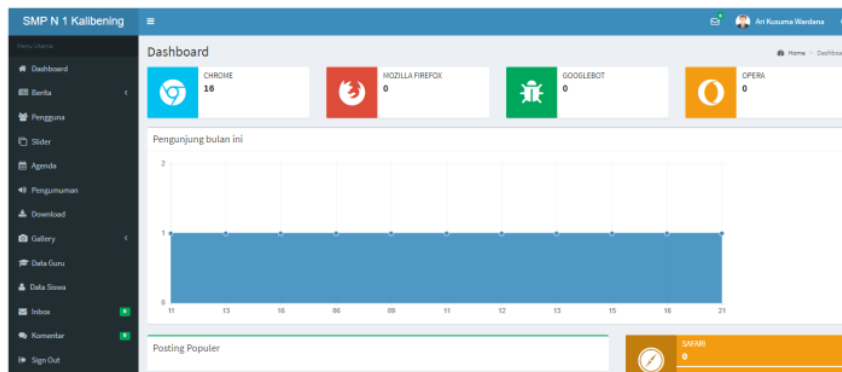 SMP N 1 Kalibening
Ari Kusuma Wardana
Menu Utama
Dashboard
Berita
Pengguna
Slider
Agenda
Pengumuman
Download
Gallery
Data Guru
Data Siswa
Inbox 0
Komentar 0
Sign Out
Dashboard
Home > Dashboa
CHROME
16
MOZILLA FIREFOX
0
GOOGLEBOT
0
OPERA
0
Pengunjung bulan ini
2
1
0
11 13 16 06 09 11 12 13 15 16 21
Posting Populer
SAFARI
0